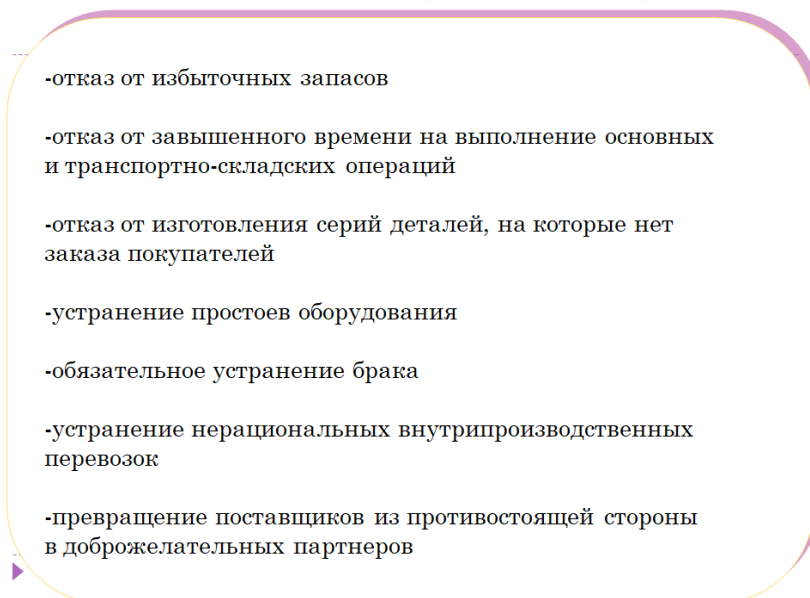 -отказ от избыточных запасов
-отказ от завышенного времени на выполнение основных
и транспортно-складских операций
-отказ от изготовления серий деталей, на которые нет
заказа покупателей
-устранение простоев оборудования
-обязательное устранение брака
-устранение нерациональных внутрипроизводственных
перевозок
-превращение поставщиков из противостоящей стороны
в доброжелательных партнеров